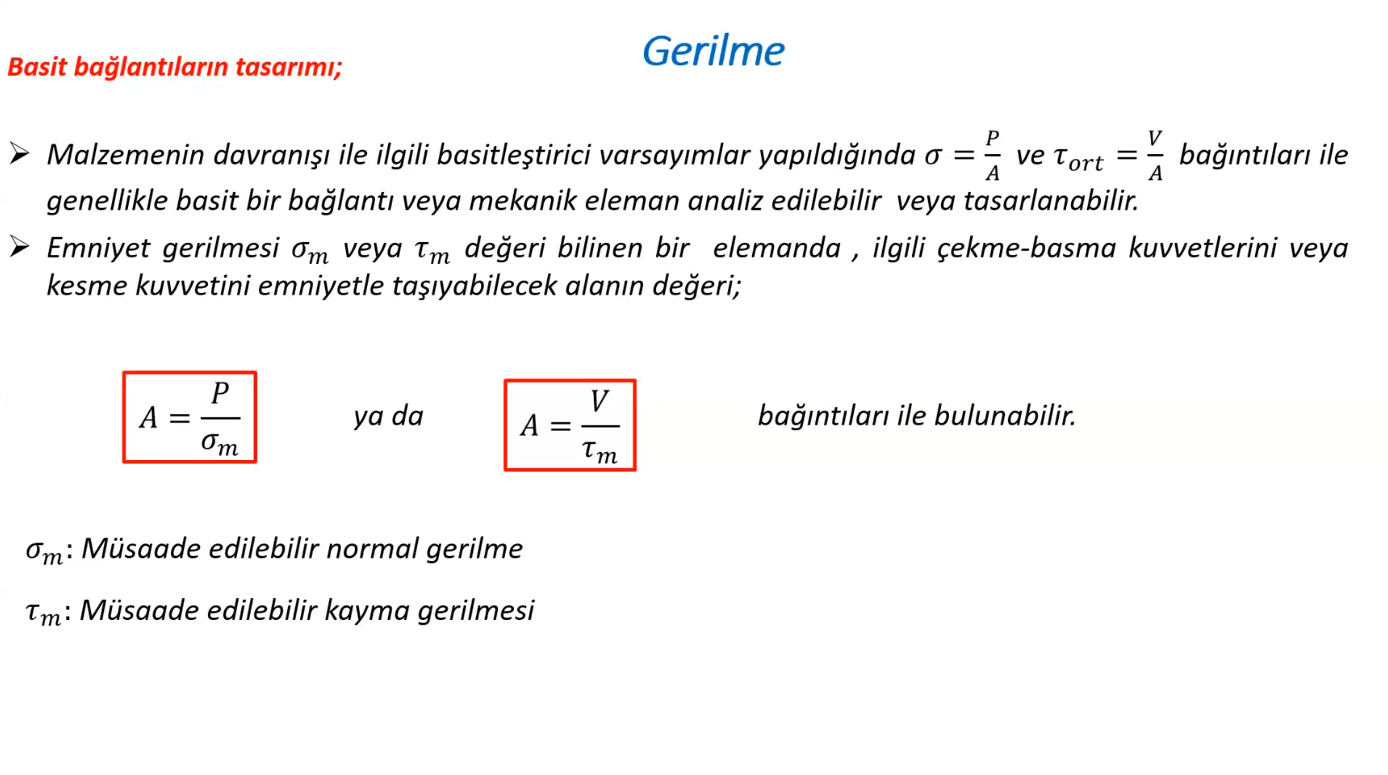 Gerilme
Basit bağlantıların tasarımı;
➢ Malzemenin davranışı ile ilgili basitleştirici varsayımlar yapıldığında σ = P/A ve τ_ort = V/A bağıntıları ile
genellikle basit bir bağlantı veya mekanik eleman analiz edilebilir veya tasarlanabilir.
➢ Emniyet gerilmesi σ_m veya τ_m değeri bilinen bir elemanda , ilgili çekme-basma kuvvetlerini veya
kesme kuvvetini emniyetle taşıyabilecek alanın değeri;
A = P/σ_m ya da A = V/τ_m bağıntıları ile bulunabilir.
σ_m: Müsaade edilebilir normal gerilme
τ_m: Müsaade edilebilir kayma gerilmesi